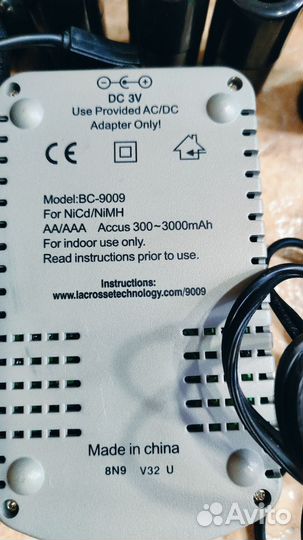 DC 3V
Use Provided AC/DC
Adapter Only!
CE
Model:BC-9009
For NiCd/NiMH
AA/AAA Accus 300~3000mAh
For indoor use only.
Read instructions prior to use.
Instructions:
www.lacrossetechnology.com/9009
Made in china
8N9 V32 U
Avito